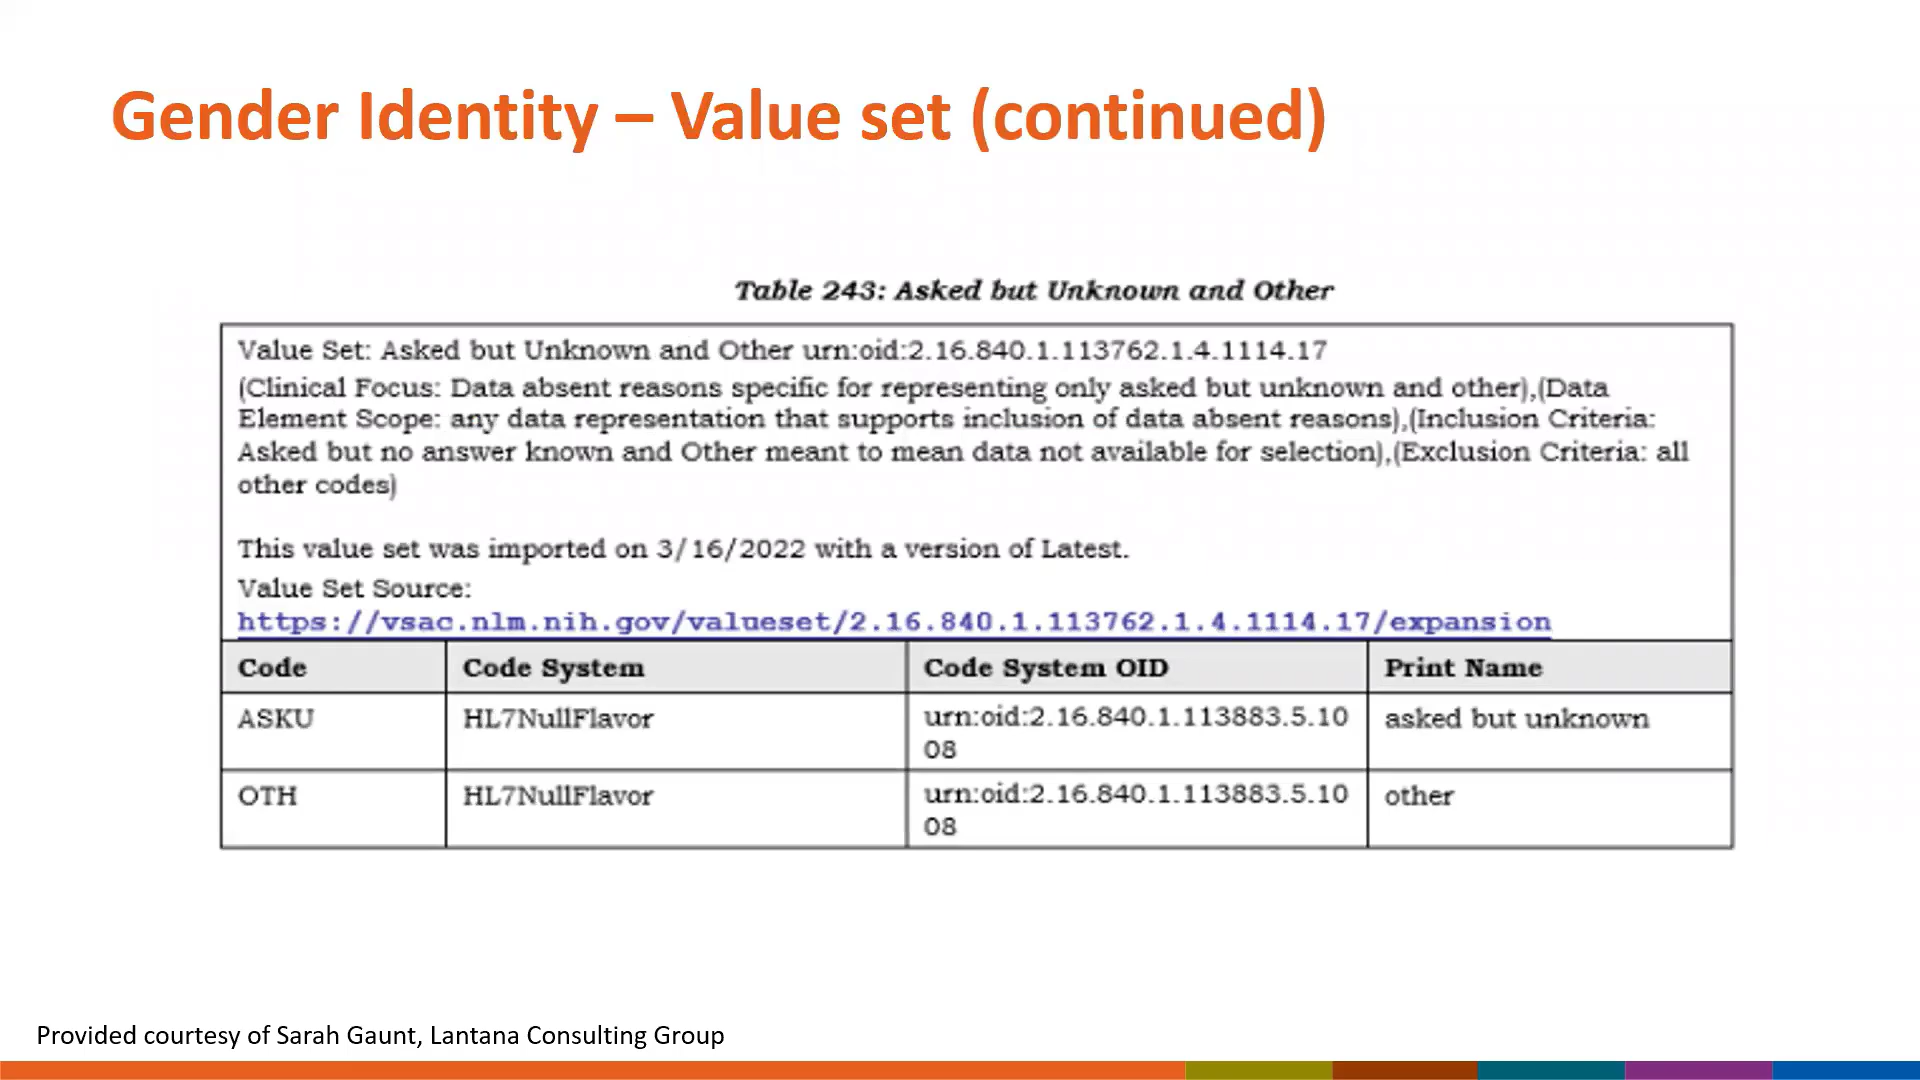 Gender Identity – Value set (continued)
Table 243: Asked but Unknown and Other
Value Set: Asked but Unknown and Other urn:oid:2.16.840.1.113762.1.4.1114.17
(Clinical Focus: Data absent reasons specific for representing only asked but unknown and other),(Data
Element Scope: any data representation that supports inclusion of data absent reasons),(Inclusion Criteria:
Asked but no answer known and Other meant to mean data not available for selection),(Exclusion Criteria: all
other codes)
This value set was imported on 3/16/2022 with a version of Latest.
Value Set Source:
https://vsac.nlm.nih.gov/valueset/2.16.840.1.113762.1.4.1114.17/expansion
Code Code System Code System OID Print Name
ASKU HL7NullFlavor urn:oid:2.16.840.1.113883.5.10 asked but unknown
08
OTH HL7NullFlavor urn:oid:2.16.840.1.113883.5.10 other
08
Provided courtesy of Sarah Gaunt, Lantana Consulting Group